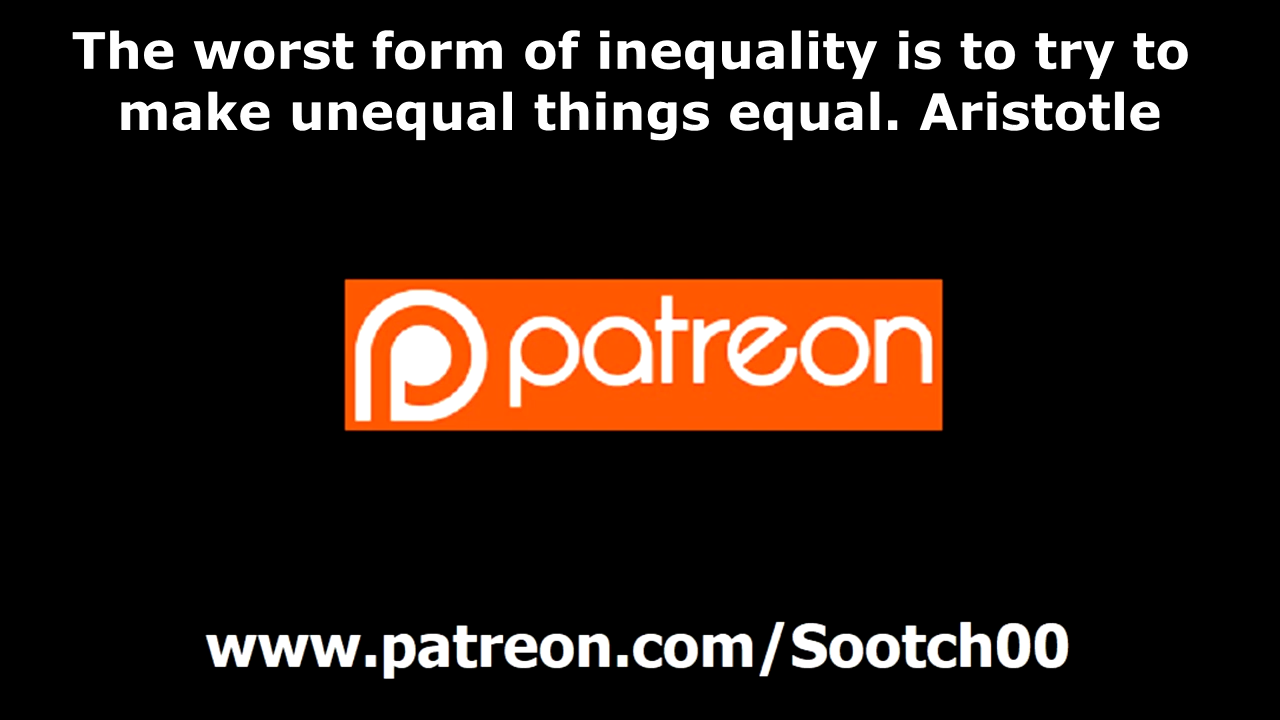 The worst form of inequality is to try to
make unequal things equal. Aristotle
patreon
www.patreon.com/Sootch00